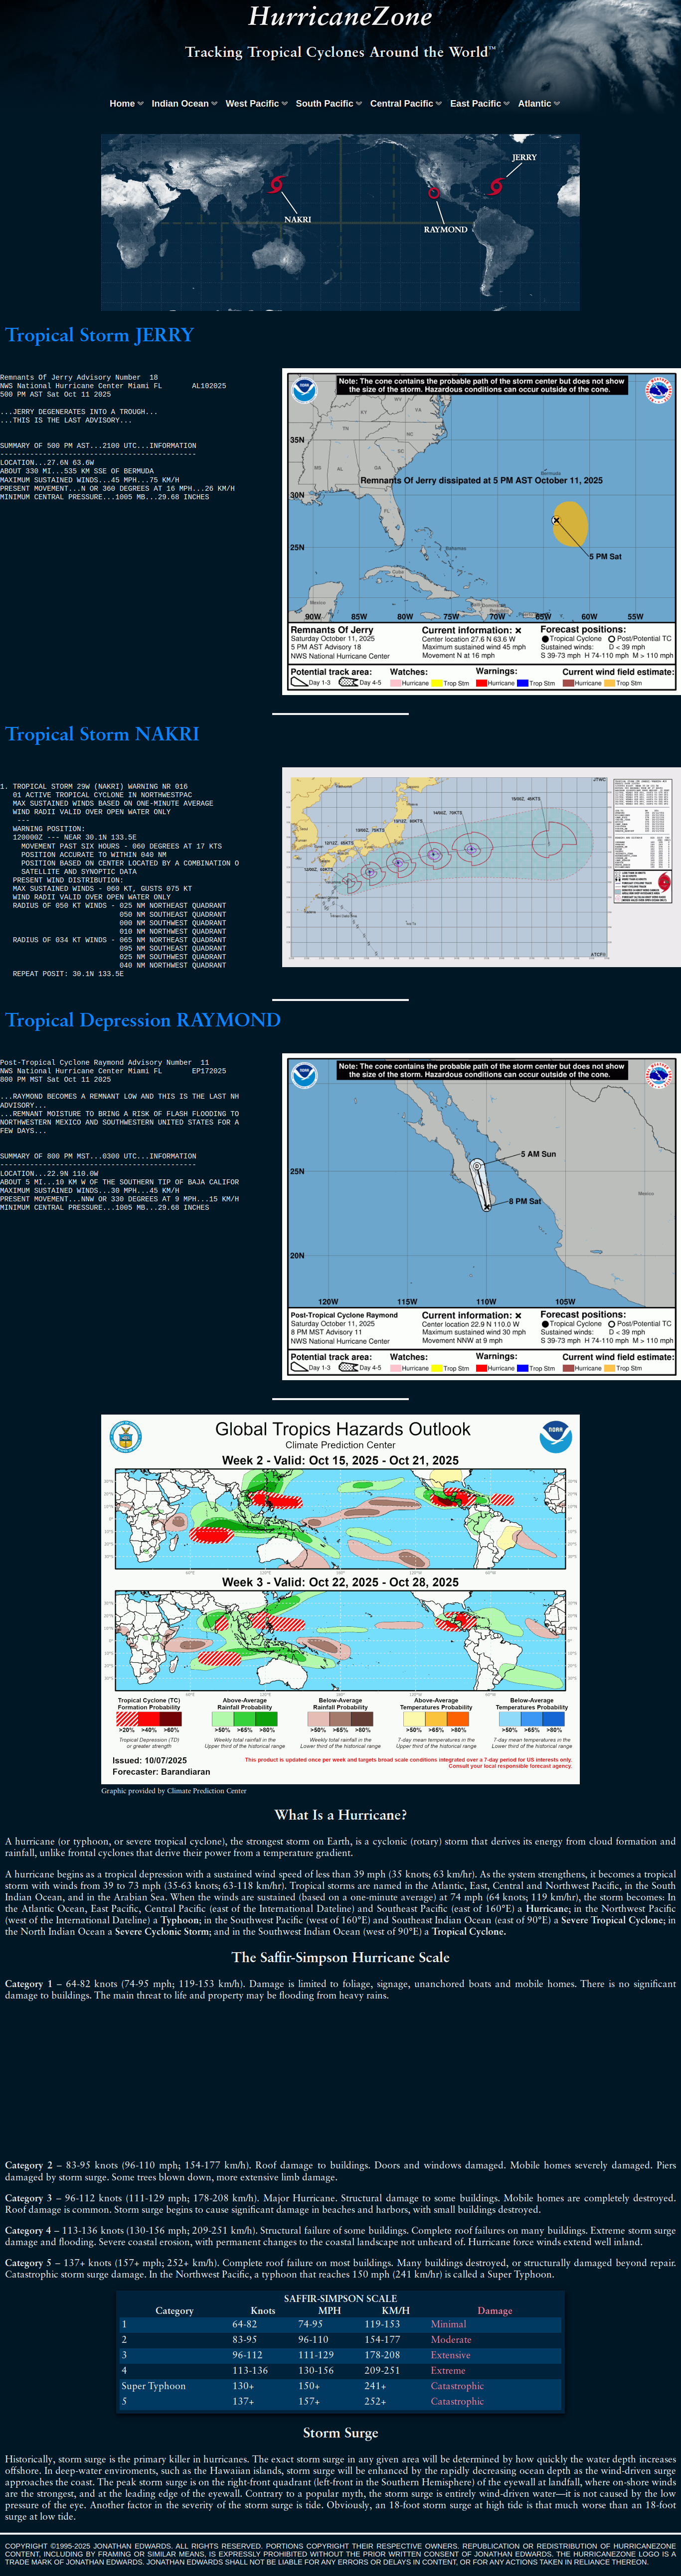 HurricaneZone
Tracking Tropical Cyclones Around the World™
Home Indian Ocean West Pacific South Pacific Central Pacific East Pacific Atlantic
JERRY
NAKRI
RAYMOND
Tropical Storm JERRY
Remnants Of Jerry Advisory Number 18
NWS National Hurricane Center Miami FL AL102025
500 PM AST Sat Oct 11 2025
...JERRY DEGENERATES INTO A TROUGH...
...THIS IS THE LAST ADVISORY...
SUMMARY OF 500 PM AST...2100 UTC...INFORMATION
----------------------------------------------
LOCATION...27.6N 63.6W
ABOUT 330 MI...535 KM SSE OF BERMUDA
MAXIMUM SUSTAINED WINDS...45 MPH...75 KM/H
PRESENT MOVEMENT...N OR 360 DEGREES AT 16 MPH...26 KM/H
MINIMUM CENTRAL PRESSURE...1005 MB...29.68 INCHES
Note: The cone contains the probable path of the storm center but does not show
the size of the storm. Hazardous conditions can occur outside of the cone.
NOAA
35N
30N
25N
Remnants Of Jerry dissipated at 5 PM AST October 11, 2025
Bermuda
5 PM Sat
Bahamas
Cuba
Mexico
90W 85W 80W 75W 70W 65W 60W 55W
Remnants Of Jerry
Saturday October 11, 2025
5 PM AST Advisory 18
NWS National Hurricane Center
Current information: ×
Center location 27.6 N 63.6 W
Maximum sustained wind 45 mph
Movement N at 16 mph
Forecast positions:
Tropical Cyclone Post/Potential TC
Sustained winds: D < 39 mph
S 39-73 mph H 74-110 mph M > 110 mph
Potential track area:
Day 1-3 Day 4-5
Watches:
Hurricane Trop Stm
Warnings:
Hurricane Trop Stm
Current wind field estimate:
Hurricane Trop Stm
Tropical Storm NAKRI
1. TROPICAL STORM 29W (NAKRI) WARNING NR 016
01 ACTIVE TROPICAL CYCLONE IN NORTHWESTPAC
MAX SUSTAINED WINDS BASED ON ONE-MINUTE AVERAGE
WIND RADII VALID OVER OPEN WATER ONLY
---
WARNING POSITION:
120000Z --- NEAR 30.1N 133.5E
MOVEMENT PAST SIX HOURS - 060 DEGREES AT 17 KTS
POSITION ACCURATE TO WITHIN 040 NM
POSITION BASED ON CENTER LOCATED BY A COMBINATION O
SATELLITE AND SYNOPTIC DATA
PRESENT WIND DISTRIBUTION:
MAX SUSTAINED WINDS - 060 KT, GUSTS 075 KT
WIND RADII VALID OVER OPEN WATER ONLY
RADIUS OF 050 KT WINDS - 025 NM NORTHEAST QUADRANT
050 NM SOUTHEAST QUADRANT
000 NM SOUTHWEST QUADRANT
010 NM NORTHWEST QUADRANT
RADIUS OF 034 KT WINDS - 065 NM NORTHEAST QUADRANT
095 NM SOUTHEAST QUADRANT
025 NM SOUTHWEST QUADRANT
040 NM NORTHWEST QUADRANT
REPEAT POSIT: 30.1N 133.5E
JTWC
ATCF®
Tropical Depression RAYMOND
Post-Tropical Cyclone Raymond Advisory Number 11
NWS National Hurricane Center Miami FL EP172025
800 PM MST Sat Oct 11 2025
...RAYMOND BECOMES A REMNANT LOW AND THIS IS THE LAST NH
ADVISORY...
...REMNANT MOISTURE TO BRING A RISK OF FLASH FLOODING TO
NORTHWESTERN MEXICO AND SOUTHWESTERN UNITED STATES FOR A
FEW DAYS...
SUMMARY OF 800 PM MST...0300 UTC...INFORMATION
----------------------------------------------
LOCATION...22.9N 110.0W
ABOUT 5 MI...10 KM W OF THE SOUTHERN TIP OF BAJA CALIFOR
MAXIMUM SUSTAINED WINDS...30 MPH...45 KM/H
PRESENT MOVEMENT...NNW OR 330 DEGREES AT 9 MPH...15 KM/H
MINIMUM CENTRAL PRESSURE...1005 MB...29.68 INCHES
Note: The cone contains the probable path of the storm center but does not show
the size of the storm. Hazardous conditions can occur outside of the cone.
NOAA
5 AM Sun
25N
8 PM Sat
Mexico
20N
120W 115W 110W 105W
Post-Tropical Cyclone Raymond
Saturday October 11, 2025
8 PM MST Advisory 11
NWS National Hurricane Center
Current information: ×
Center location 22.9 N 110.0 W
Maximum sustained wind 30 mph
Movement NNW at 9 mph
Forecast positions:
Tropical Cyclone Post/Potential TC
Sustained winds: D < 39 mph
S 39-73 mph H 74-110 mph M > 110 mph
Potential track area:
Day 1-3 Day 4-5
Watches:
Hurricane Trop Stm
Warnings:
Hurricane Trop Stm
Current wind field estimate:
Hurricane Trop Stm
Global Tropics Hazards Outlook
Climate Prediction Center
NOAA
Week 2 - Valid: Oct 15, 2025 - Oct 21, 2025
Week 3 - Valid: Oct 22, 2025 - Oct 28, 2025
Tropical Cyclone (TC)
Formation Probability
>20% >40% >60%
Tropical Depression (TD)
or greater strength
Above-Average
Rainfall Probability
>50% >65% >80%
Weekly total rainfall in the
Upper third of the historical range
Below-Average
Rainfall Probability
>50% >65% >80%
Weekly total rainfall in the
Lower third of the historical range
Above-Average
Temperatures Probability
>50% >65% >80%
7-day mean temperatures in the
Upper third of the historical range
Below-Average
Temperatures Probability
>50% >65% >80%
7-day mean temperatures in the
Lower third of the historical range
Issued: 10/07/2025
Forecaster: Barandiaran
This product is updated once per week and targets broad scale conditions integrated over a 7-day period for US interests only.
Consult your local responsible forecast agency.
Graphic provided by Climate Prediction Center
What Is a Hurricane?
A hurricane (or typhoon, or severe tropical cyclone), the strongest storm on Earth, is a cyclonic (rotary) storm that derives its energy from cloud formation and
rainfall, unlike frontal cyclones that derive their power from a temperature gradient.
A hurricane begins as a tropical depression with a sustained wind speed of less than 39 mph (35 knots; 63 km/hr). As the system strengthens, it becomes a tropical
storm with winds from 39 to 73 mph (35-63 knots; 63-118 km/hr). Tropical storms are named in the Atlantic, East, Central and Northwest Pacific, in the South
Indian Ocean, and in the Arabian Sea. When the winds are sustained (based on a one-minute average) at 74 mph (64 knots; 119 km/hr), the storm becomes: In
the Atlantic Ocean, East Pacific, Central Pacific (east of the International Dateline) and Southeast Pacific (east of 160°E) a Hurricane; in the Northwest Pacific
(west of the International Dateline) a Typhoon; in the Southwest Pacific (west of 160°E) and Southeast Indian Ocean (east of 90°E) a Severe Tropical Cyclone; in
the North Indian Ocean a Severe Cyclonic Storm; and in the Southwest Indian Ocean (west of 90°E) a Tropical Cyclone.
The Saffir-Simpson Hurricane Scale
Category 1 – 64-82 knots (74-95 mph; 119-153 km/h). Damage is limited to foliage, signage, unanchored boats and mobile homes. There is no significant
damage to buildings. The main threat to life and property may be flooding from heavy rains.
Category 2 – 83-95 knots (96-110 mph; 154-177 km/h). Roof damage to buildings. Doors and windows damaged. Mobile homes severely damaged. Piers
damaged by storm surge. Some trees blown down, more extensive limb damage.
Category 3 – 96-112 knots (111-129 mph; 178-208 km/h). Major Hurricane. Structural damage to some buildings. Mobile homes are completely destroyed.
Roof damage is common. Storm surge begins to cause significant damage in beaches and harbors, with small buildings destroyed.
Category 4 – 113-136 knots (130-156 mph; 209-251 km/h). Structural failure of some buildings. Complete roof failures on many buildings. Extreme storm surge
damage and flooding. Severe coastal erosion, with permanent changes to the coastal landscape not unheard of. Hurricane force winds extend well inland.
Category 5 – 137+ knots (157+ mph; 252+ km/h). Complete roof failure on most buildings. Many buildings destroyed, or structurally damaged beyond repair.
Catastrophic storm surge damage. In the Northwest Pacific, a typhoon that reaches 150 mph (241 km/hr) is called a Super Typhoon.
SAFFIR-SIMPSON SCALE
Category Knots MPH KM/H Damage
1 64-82 74-95 119-153 Minimal
2 83-95 96-110 154-177 Moderate
3 96-112 111-129 178-208 Extensive
4 113-136 130-156 209-251 Extreme
Super Typhoon 130+ 150+ 241+ Catastrophic
5 137+ 157+ 252+ Catastrophic
Storm Surge
Historically, storm surge is the primary killer in hurricanes. The exact storm surge in any given area will be determined by how quickly the water depth increases
offshore. In deep-water enviroments, such as the Hawaiian islands, storm surge will be enhanced by the rapidly decreasing ocean depth as the wind-driven surge
approaches the coast. The peak storm surge is on the right-front quadrant (left-front in the Southern Hemisphere) of the eyewall at landfall, where on-shore winds
are the strongest, and at the leading edge of the eyewall. Contrary to a popular myth, the storm surge is entirely wind-driven water—it is not caused by the low
pressure of the eye. Another factor in the severity of the storm surge is tide. Obviously, an 18-foot storm surge at high tide is that much worse than an 18-foot
surge at low tide.
COPYRIGHT ©1995-2025 JONATHAN EDWARDS. ALL RIGHTS RESERVED. PORTIONS COPYRIGHT THEIR RESPECTIVE OWNERS. REPUBLICATION OR REDISTRIBUTION OF HURRICANEZONE
CONTENT, INCLUDING BY FRAMING OR SIMILAR MEANS, IS EXPRESSLY PROHIBITED WITHOUT THE PRIOR WRITTEN CONSENT OF JONATHAN EDWARDS. THE HURRICANEZONE LOGO IS A
TRADE MARK OF JONATHAN EDWARDS. JONATHAN EDWARDS SHALL NOT BE LIABLE FOR ANY ERRORS OR DELAYS IN CONTENT, OR FOR ANY ACTIONS TAKEN IN RELIANCE THEREON.